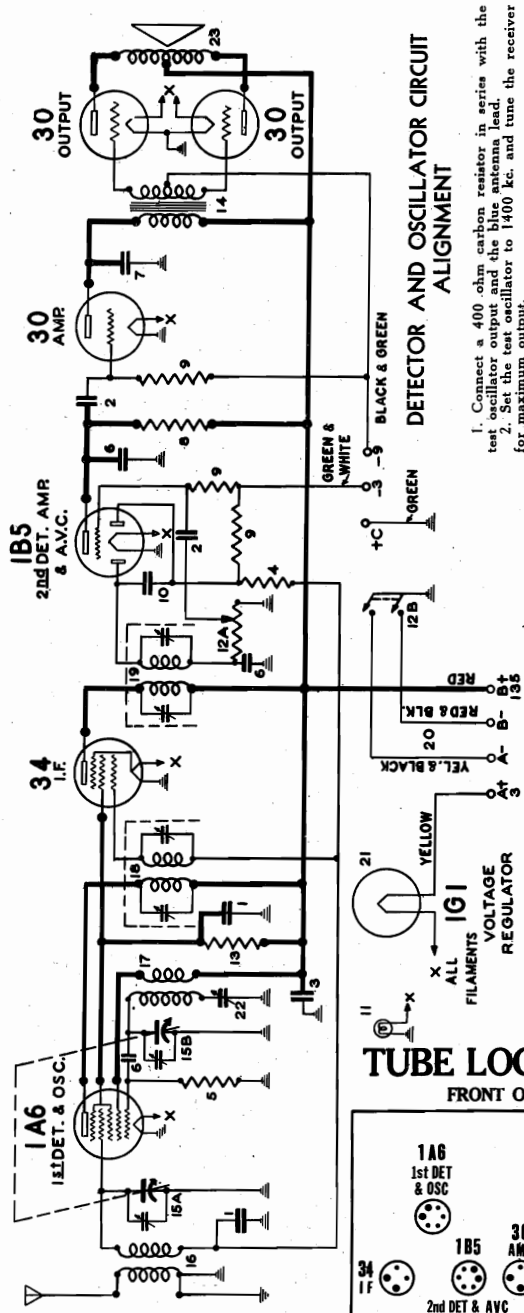 1A6
1st DET. & OSC.
34
I.F.
1B5
2nd DET. AMP.
& A.V.C.
30
AMP.
30
OUTPUT
30
OUTPUT
16
15A
1
5
6
15B
22
17
3
13
1
18
19
6
12A
4
10
2
9
9
6
8
2
9
7
14
23
X
X
X
X
X
11
X
X
ALL
FILAMENTS
21
1G1
VOLTAGE
REGULATOR
YELLOW
YEL. & BLACK
20
RED & BLK.
RED
A+
3
A-
B-
B+
135
12B
GREEN
GREEN &
WHITE
BLACK & GREEN
+C
-3
-9
DETECTOR AND OSCILLATOR CIRCUIT
ALIGNMENT
1. Connect a 400 ohm carbon resistor in series with the
test oscillator output and the blue antenna lead.
2. Set the test oscillator to 1400 kc. and tune the receiver
for maximum output.
TUBE LOC
FRONT O
1A6
1st DET
& OSC
34
IF
1B5
2nd DET & AVC
30
AM